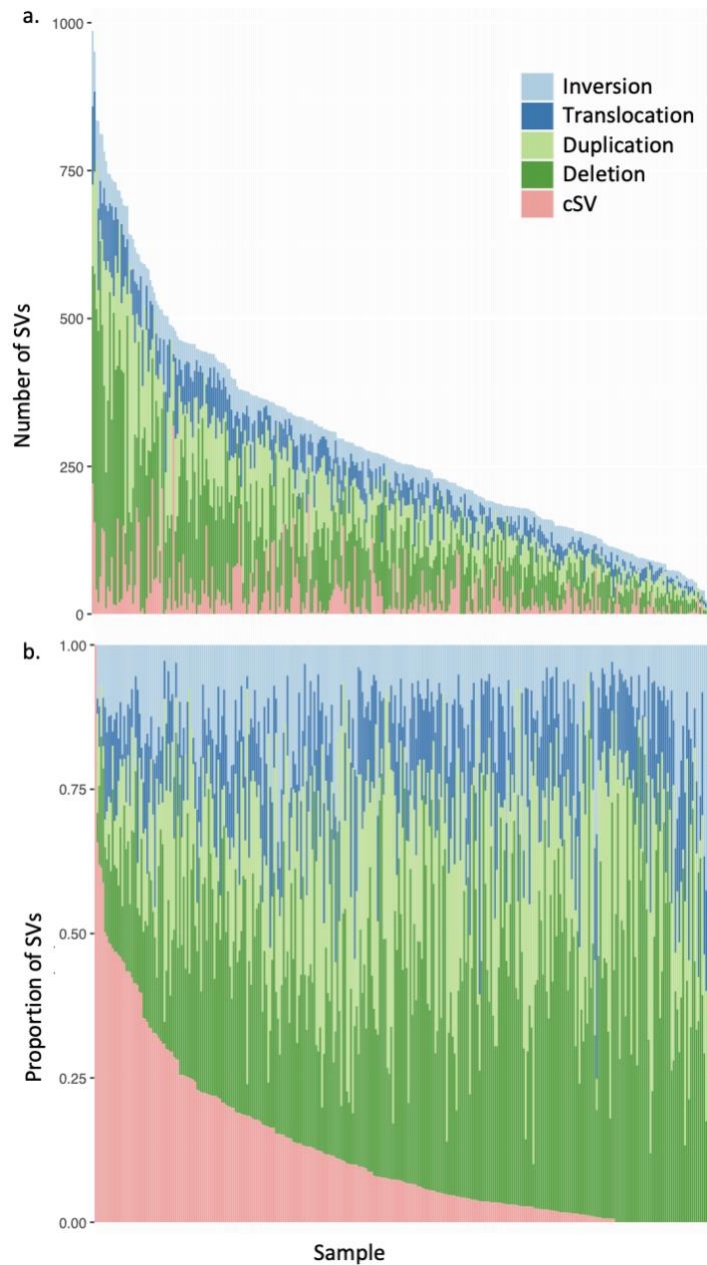 a.
1000
750
500
250
0
Number of SVs
Inversion
Translocation
Duplication
Deletion
cSV
b.
1.00
0.75
0.50
0.25
0.00
Proportion of SVs
Sample